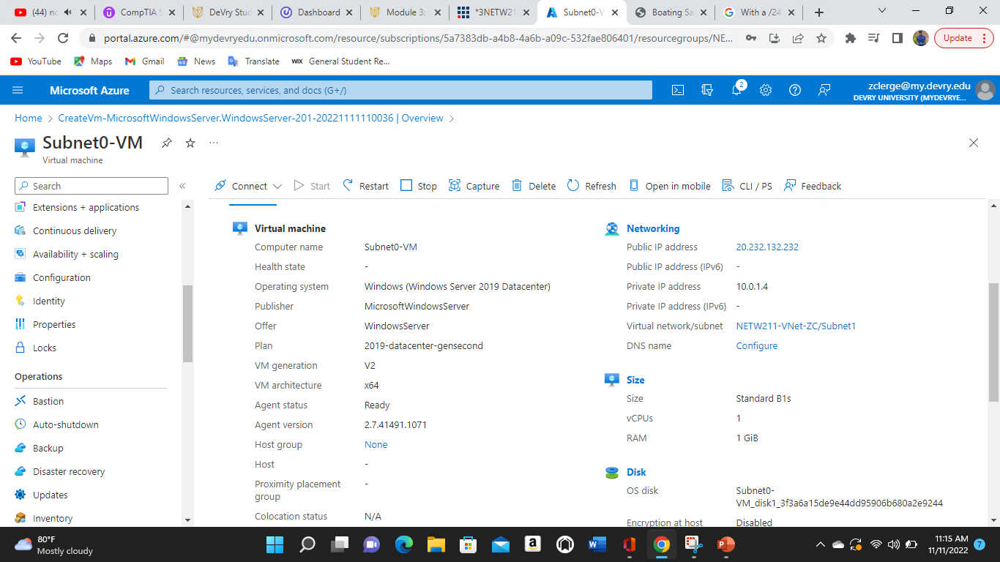 (44) n
CompTIA S
DeVry Stud
Dashboard
Module 3:
*3NETW21
Subnet0-V
Boating Sa
With a /24
portal.azure.com/#@mydevryedu.onmicrosoft.com/resource/subscriptions/5a7383db-a4b8-4a6b-a09c-532fae806401/resourcegroups/NE...
Update
YouTube
Maps
Gmail
News
Translate
WIX General Student Re...
Microsoft Azure
Search resources, services, and docs (G+/)
2
zclerge@my.devry.edu
DEVRY UNIVERSITY (MYDEVRYE...
Home > CreateVm-MicrosoftWindowsServer.WindowsServer-201-20221111110036 | Overview >
Subnet0-VM ...
Virtual machine
Search «
Connect
Start
Restart
Stop
Capture
Delete
Refresh
Open in mobile
CLI / PS
Feedback
Extensions + applications
Continuous delivery
Availability + scaling
Configuration
Identity
Properties
Locks
Operations
Bastion
Auto-shutdown
Backup
Disaster recovery
Updates
Inventory
Virtual machine
Computer name Subnet0-VM
Health state -
Operating system Windows (Windows Server 2019 Datacenter)
Publisher MicrosoftWindowsServer
Offer WindowsServer
Plan 2019-datacenter-gensecond
VM generation V2
VM architecture x64
Agent status Ready
Agent version 2.7.41491.1071
Host group None
Host -
Proximity placement -
group
Colocation status N/A
Networking
Public IP address 20.232.132.232
Public IP address (IPv6) -
Private IP address 10.0.1.4
Private IP address (IPv6) -
Virtual network/subnet NETW211-VNet-ZC/Subnet1
DNS name Configure
Size
Size Standard B1s
vCPUs 1
RAM 1 GiB
Disk
OS disk Subnet0-
VM_disk1_3f3a6a15de9e44dd95906b680a2e9244
Encryption at host Disabled
80°F
Mostly cloudy
11:15 AM
11/11/2022
7